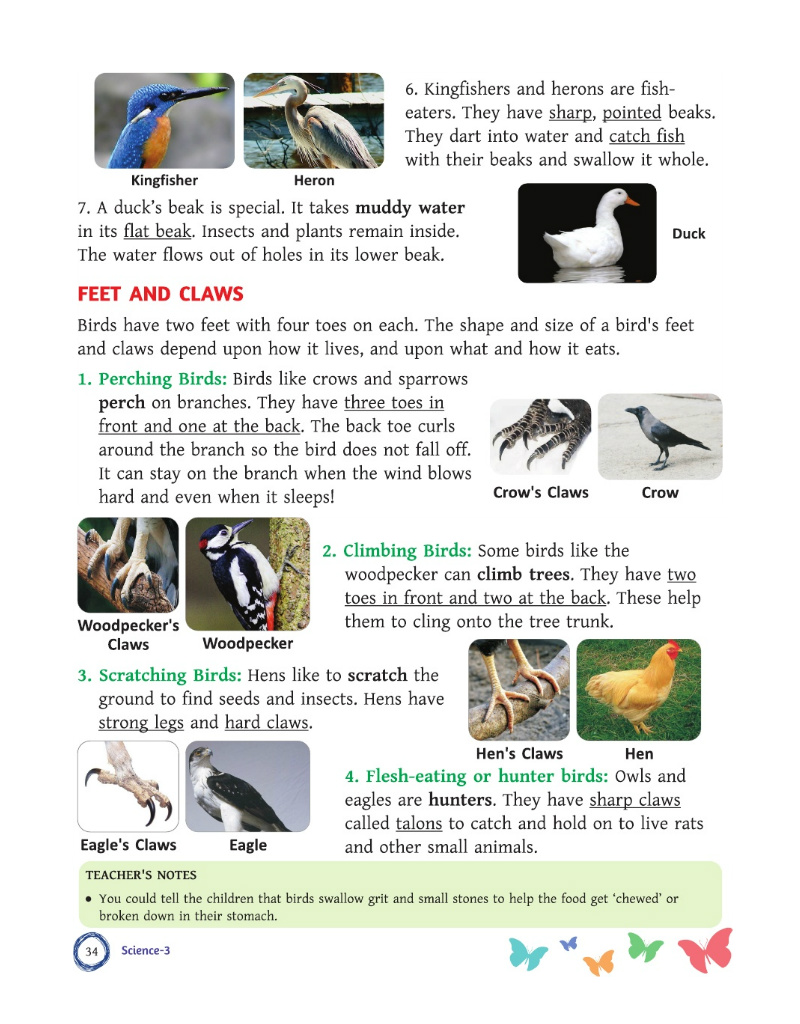 6. Kingfishers and herons are fish-
eaters. They have sharp, pointed beaks.
They dart into water and catch fish
with their beaks and swallow it whole.
Kingfisher
Heron
7. A duck's beak is special. It takes muddy water
in its flat beak. Insects and plants remain inside.
The water flows out of holes in its lower beak.
Duck
FEET AND CLAWS
Birds have two feet with four toes on each. The shape and size of a bird's feet
and claws depend upon how it lives, and upon what and how it eats.
1. Perching Birds: Birds like crows and sparrows
perch on branches. They have three toes in
front and one at the back. The back toe curls
around the branch so the bird does not fall off.
It can stay on the branch when the wind blows
hard and even when it sleeps!
Crow's Claws
Crow
2. Climbing Birds: Some birds like the
woodpecker can climb trees. They have two
toes in front and two at the back. These help
them to cling onto the tree trunk.
Woodpecker's
Claws
Woodpecker
3. Scratching Birds: Hens like to scratch the
ground to find seeds and insects. Hens have
strong legs and hard claws.
Hen's Claws
Hen
4. Flesh-eating or hunter birds: Owls and
eagles are hunters. They have sharp claws
called talons to catch and hold on to live rats
and other small animals.
Eagle's Claws
Eagle
TEACHER'S NOTES
• You could tell the children that birds swallow grit and small stones to help the food get 'chewed' or
broken down in their stomach.
34
Science-3